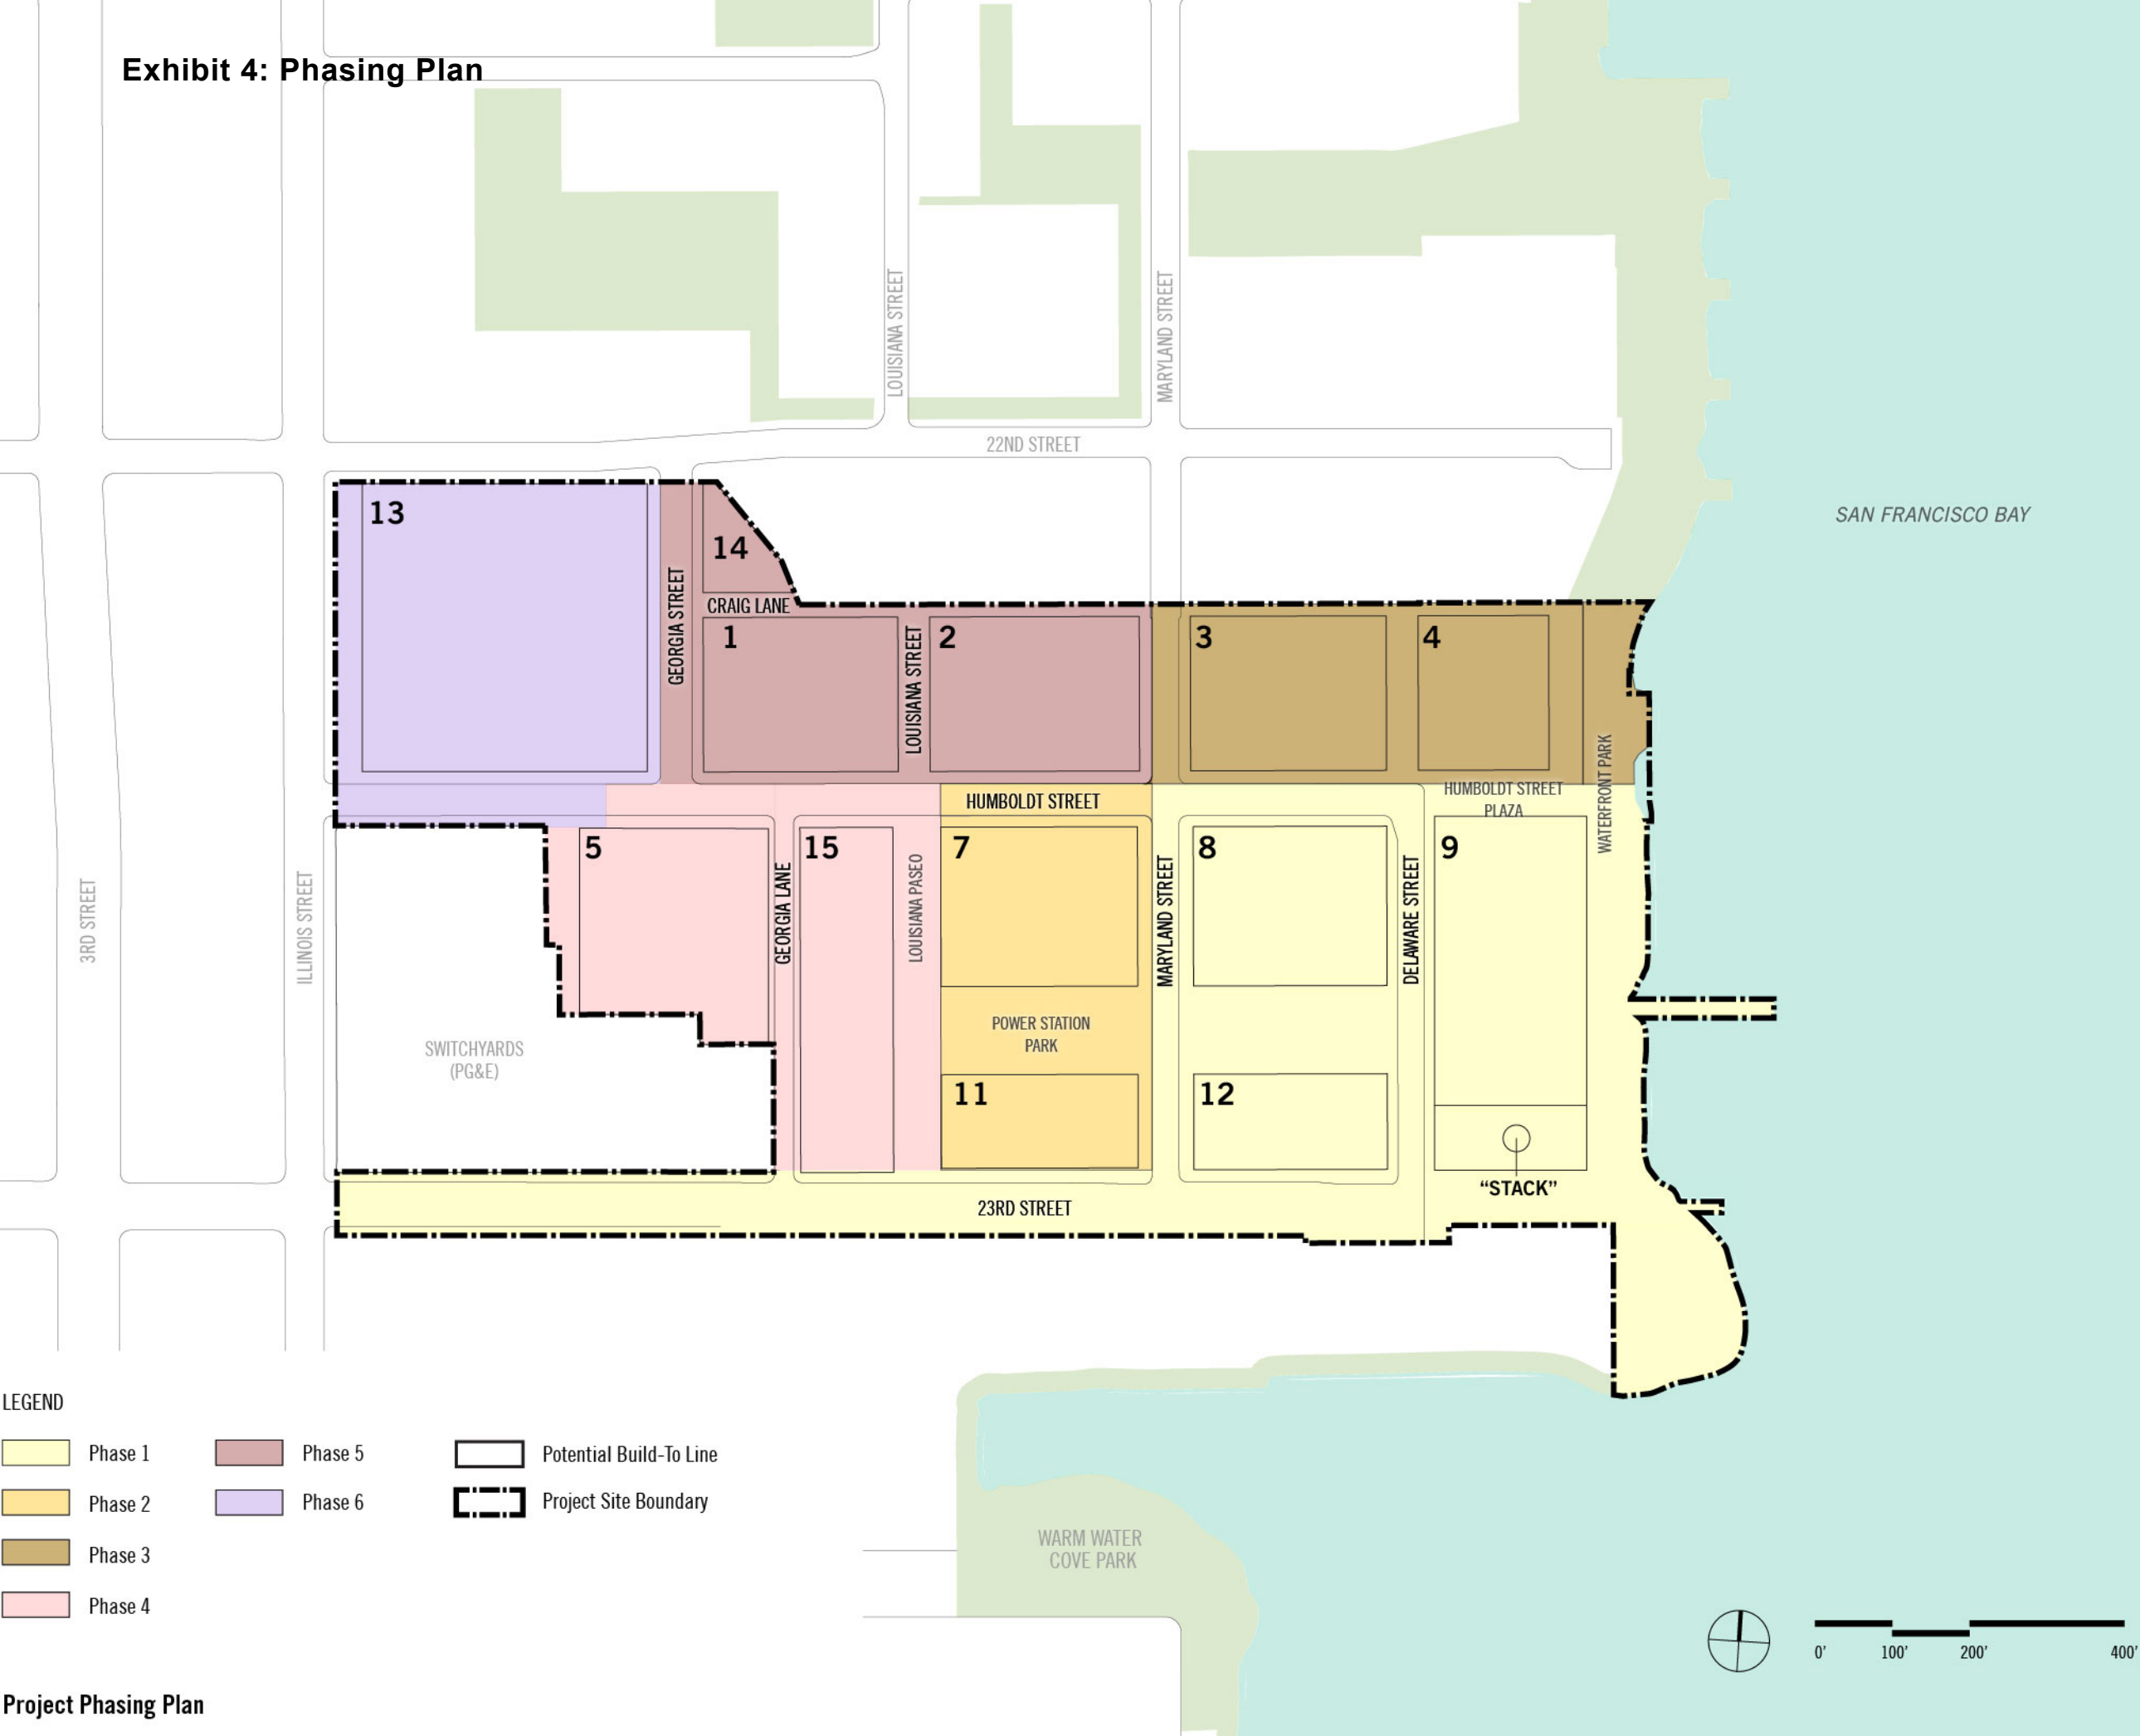 Exhibit 4: Phasing Plan
LOUISIANA STREET
MARYLAND STREET
22ND STREET
SAN FRANCISCO BAY
13
14
GEORGIA STREET
CRAIG LANE
1
LOUISIANA STREET
2
3
4
WATERFRONT PARK
HUMBOLDT STREET
HUMBOLDT STREET
PLAZA
5
15
7
8
9
3RD STREET
ILLINOIS STREET
GEORGIA LANE
LOUISIANA PASEO
MARYLAND STREET
DELAWARE STREET
SWITCHYARDS
(PG&E)
POWER STATION
PARK
11
12
“STACK”
23RD STREET
LEGEND
Phase 1
Phase 2
Phase 3
Phase 4
Phase 5
Phase 6
Potential Build-To Line
Project Site Boundary
WARM WATER
COVE PARK
0' 100' 200' 400'
Project Phasing Plan